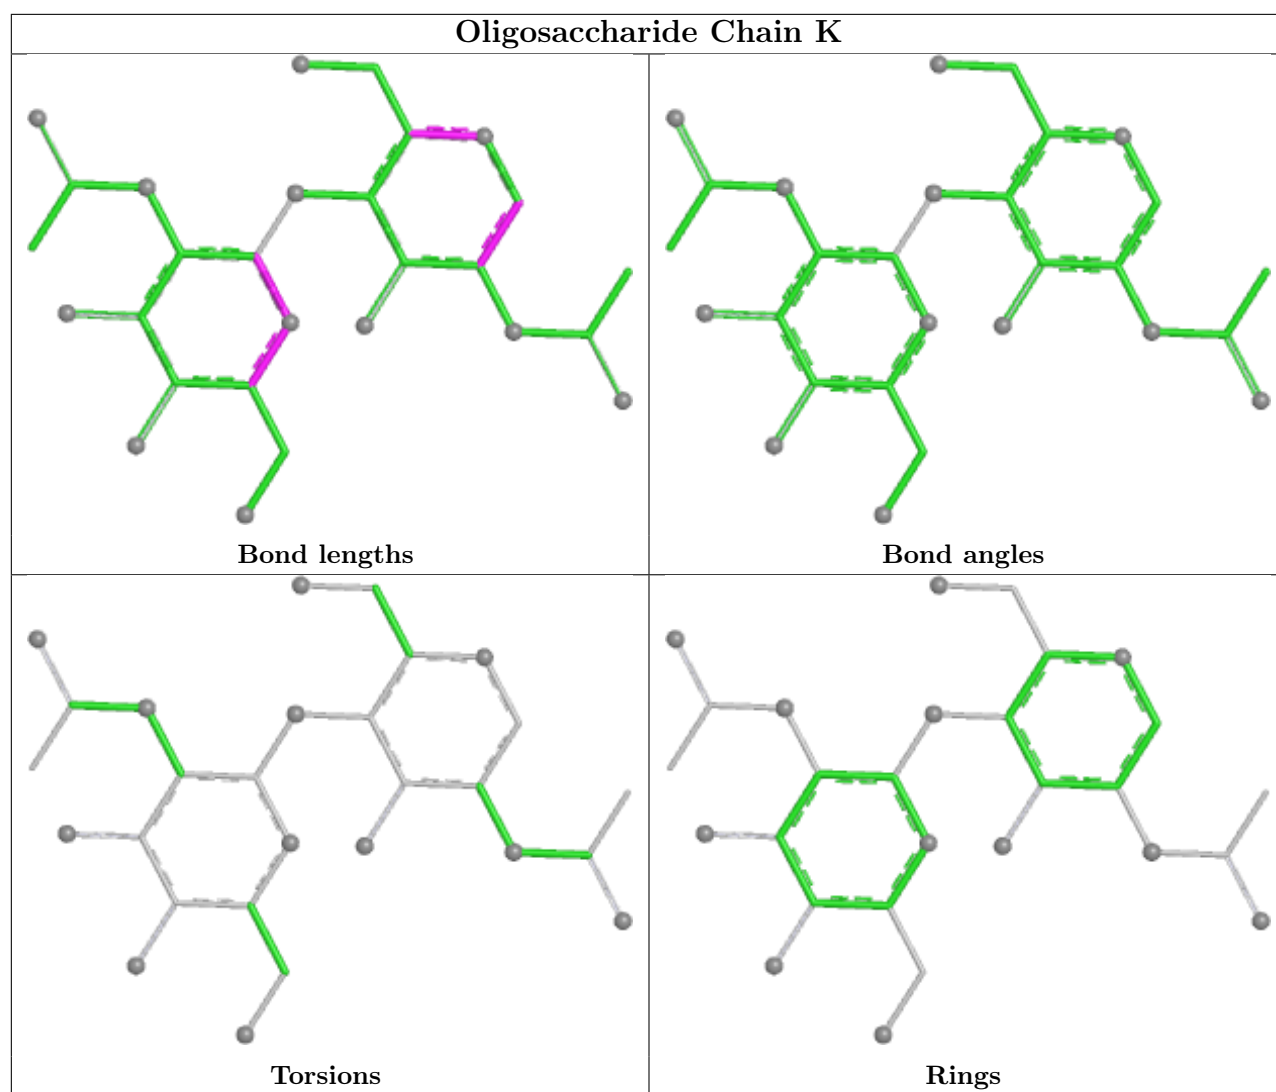 Oligosaccharide Chain K
Bond lengths
Bond angles
Torsions
Rings